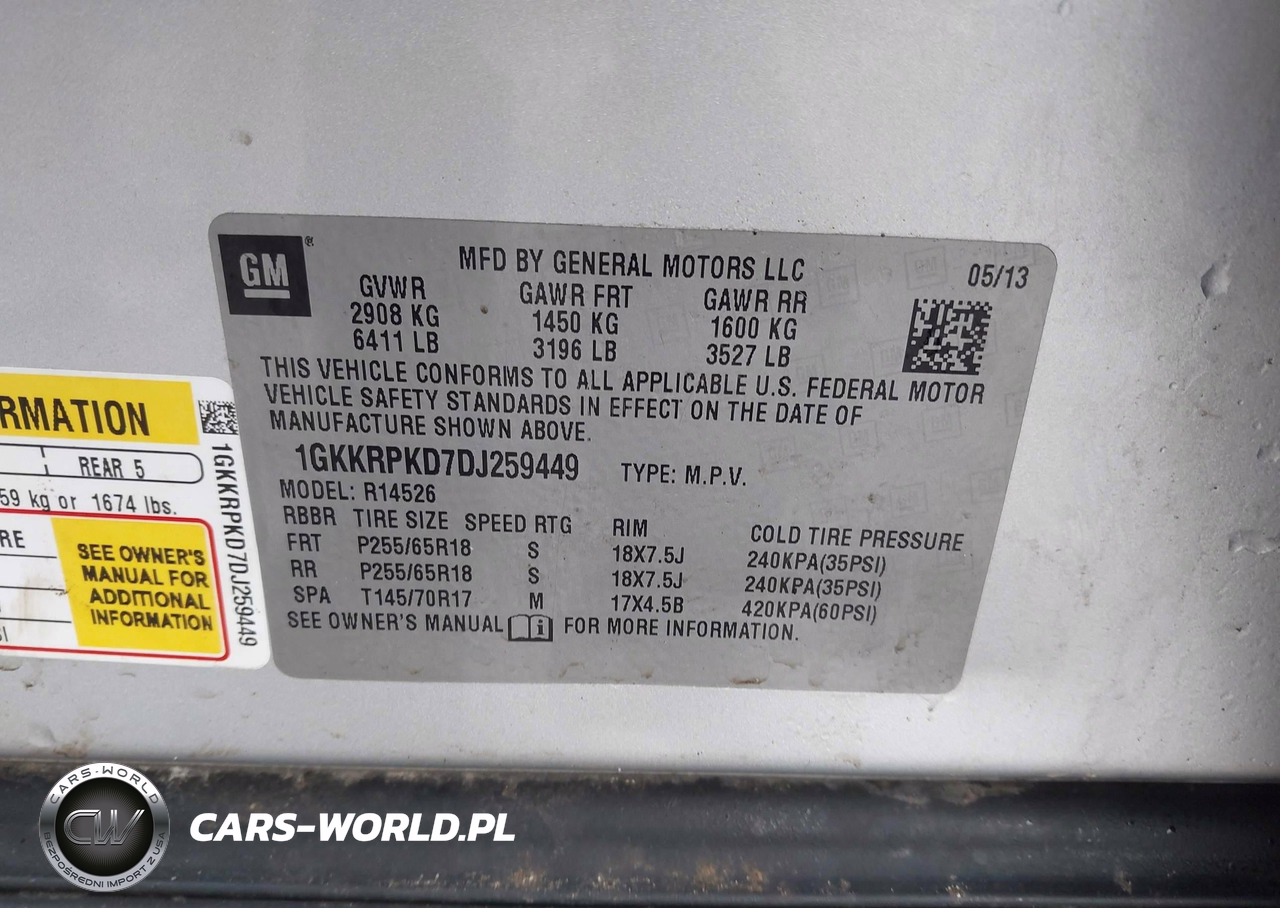 GM ®
MFD BY GENERAL MOTORS LLC
05/13
GVWR GAWR FRT GAWR RR
2908 KG 1450 KG 1600 KG
6411 LB 3196 LB 3527 LB
THIS VEHICLE CONFORMS TO ALL APPLICABLE U.S. FEDERAL MOTOR
VEHICLE SAFETY STANDARDS IN EFFECT ON THE DATE OF
MANUFACTURE SHOWN ABOVE.
1GKKRPKD7DJ259449 TYPE: M.P.V.
MODEL: R14526
RBBR TIRE SIZE SPEED RTG RIM COLD TIRE PRESSURE
FRT P255/65R18 S 18X7.5J 240KPA(35PSI)
RR P255/65R18 S 18X7.5J 240KPA(35PSI)
SPA T145/70R17 M 17X4.5B 420KPA(60PSI)
SEE OWNER'S MANUAL i FOR MORE INFORMATION.
RMATION
REAR 5
59 kg or 1674 lbs.
RE
SEE OWNER'S
MANUAL FOR
ADDITIONAL
INFORMATION
SI
1GKKRPKD7DJ259449
CARS-WORLD
CW
BEZPOŚREDNI IMPORT Z USA
CARS-WORLD.PL